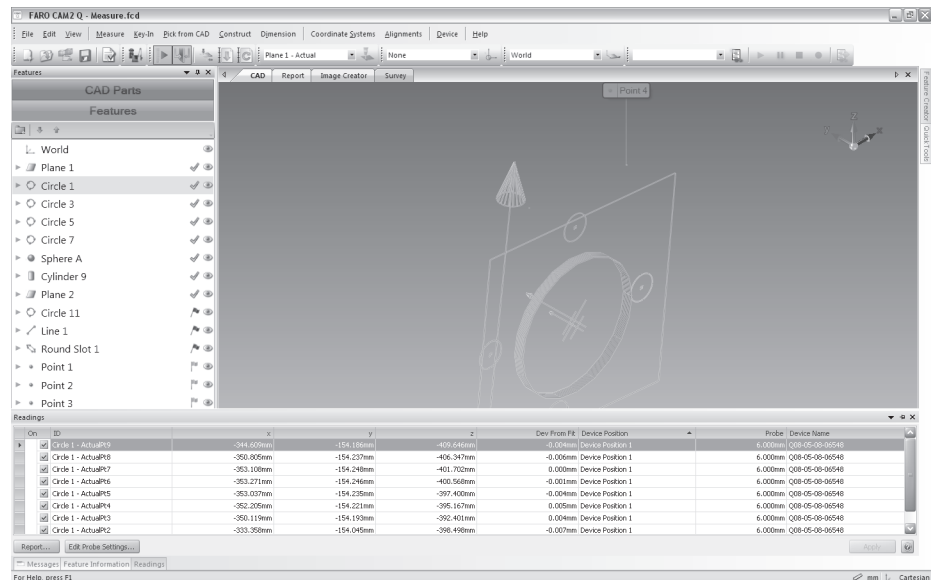 FARO CAM2 Q - Measure.fcd
File Edit View Measure Key-In Pick from CAD Construct Dimension Coordinate Systems Alignments Device Help
Plane 1 - Actual None World
Features
CAD Report Image Creator Survey
CAD Parts
Features
World
Plane 1
Circle 1
Circle 3
Circle 5
Circle 7
Sphere A
Cylinder 9
Plane 2
Circle 11
Line 1
Round Slot 1
Point 1
Point 2
Point 3
Point 4
Z
X
Feature Creator
QuickTools
Readings
On ID x y z Dev From Fit Device Position Probe Device Name
Circle 1 - ActualPt9 -344.609mm -154.186mm -409.646mm -0.004mm Device Position 1 6.000mm Q08-05-08-06548
Circle 1 - ActualPt8 -350.805mm -154.237mm -406.347mm -0.006mm Device Position 1 6.000mm Q08-05-08-06548
Circle 1 - ActualPt7 -353.108mm -154.248mm -401.702mm 0.000mm Device Position 1 6.000mm Q08-05-08-06548
Circle 1 - ActualPt6 -353.271mm -154.246mm -400.568mm -0.001mm Device Position 1 6.000mm Q08-05-08-06548
Circle 1 - ActualPt5 -353.037mm -154.235mm -397.400mm -0.004mm Device Position 1 6.000mm Q08-05-08-06548
Circle 1 - ActualPt4 -352.205mm -154.221mm -395.167mm 0.005mm Device Position 1 6.000mm Q08-05-08-06548
Circle 1 - ActualPt3 -350.119mm -154.193mm -392.401mm 0.004mm Device Position 1 6.000mm Q08-05-08-06548
Circle 1 - ActualPt2 -333.358mm -154.045mm -398.498mm -0.007mm Device Position 1 6.000mm Q08-05-08-06548
Report... Edit Probe Settings... Apply
Messages Feature Information Readings
For Help, press F1 mm Cartesian